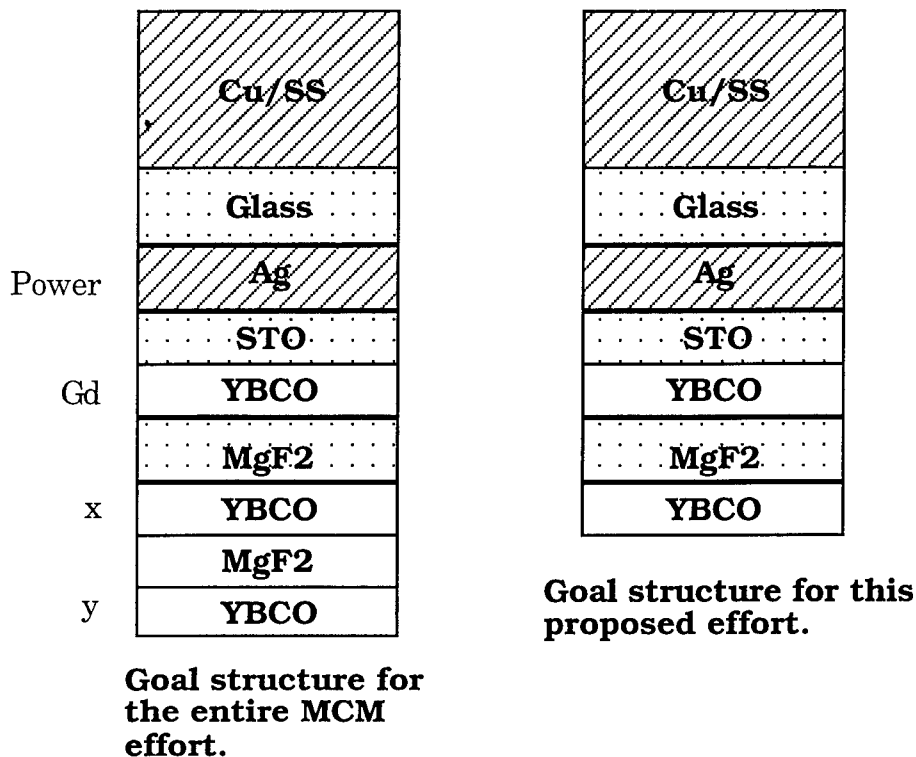 Cu/SS
Glass
Power
Ag
STO
Gd
YBCO
MgF2
x
YBCO
MgF2
y
YBCO
Goal structure for
the entire MCM
effort.
Cu/SS
Glass
Ag
STO
YBCO
MgF2
YBCO
Goal structure for this
proposed effort.